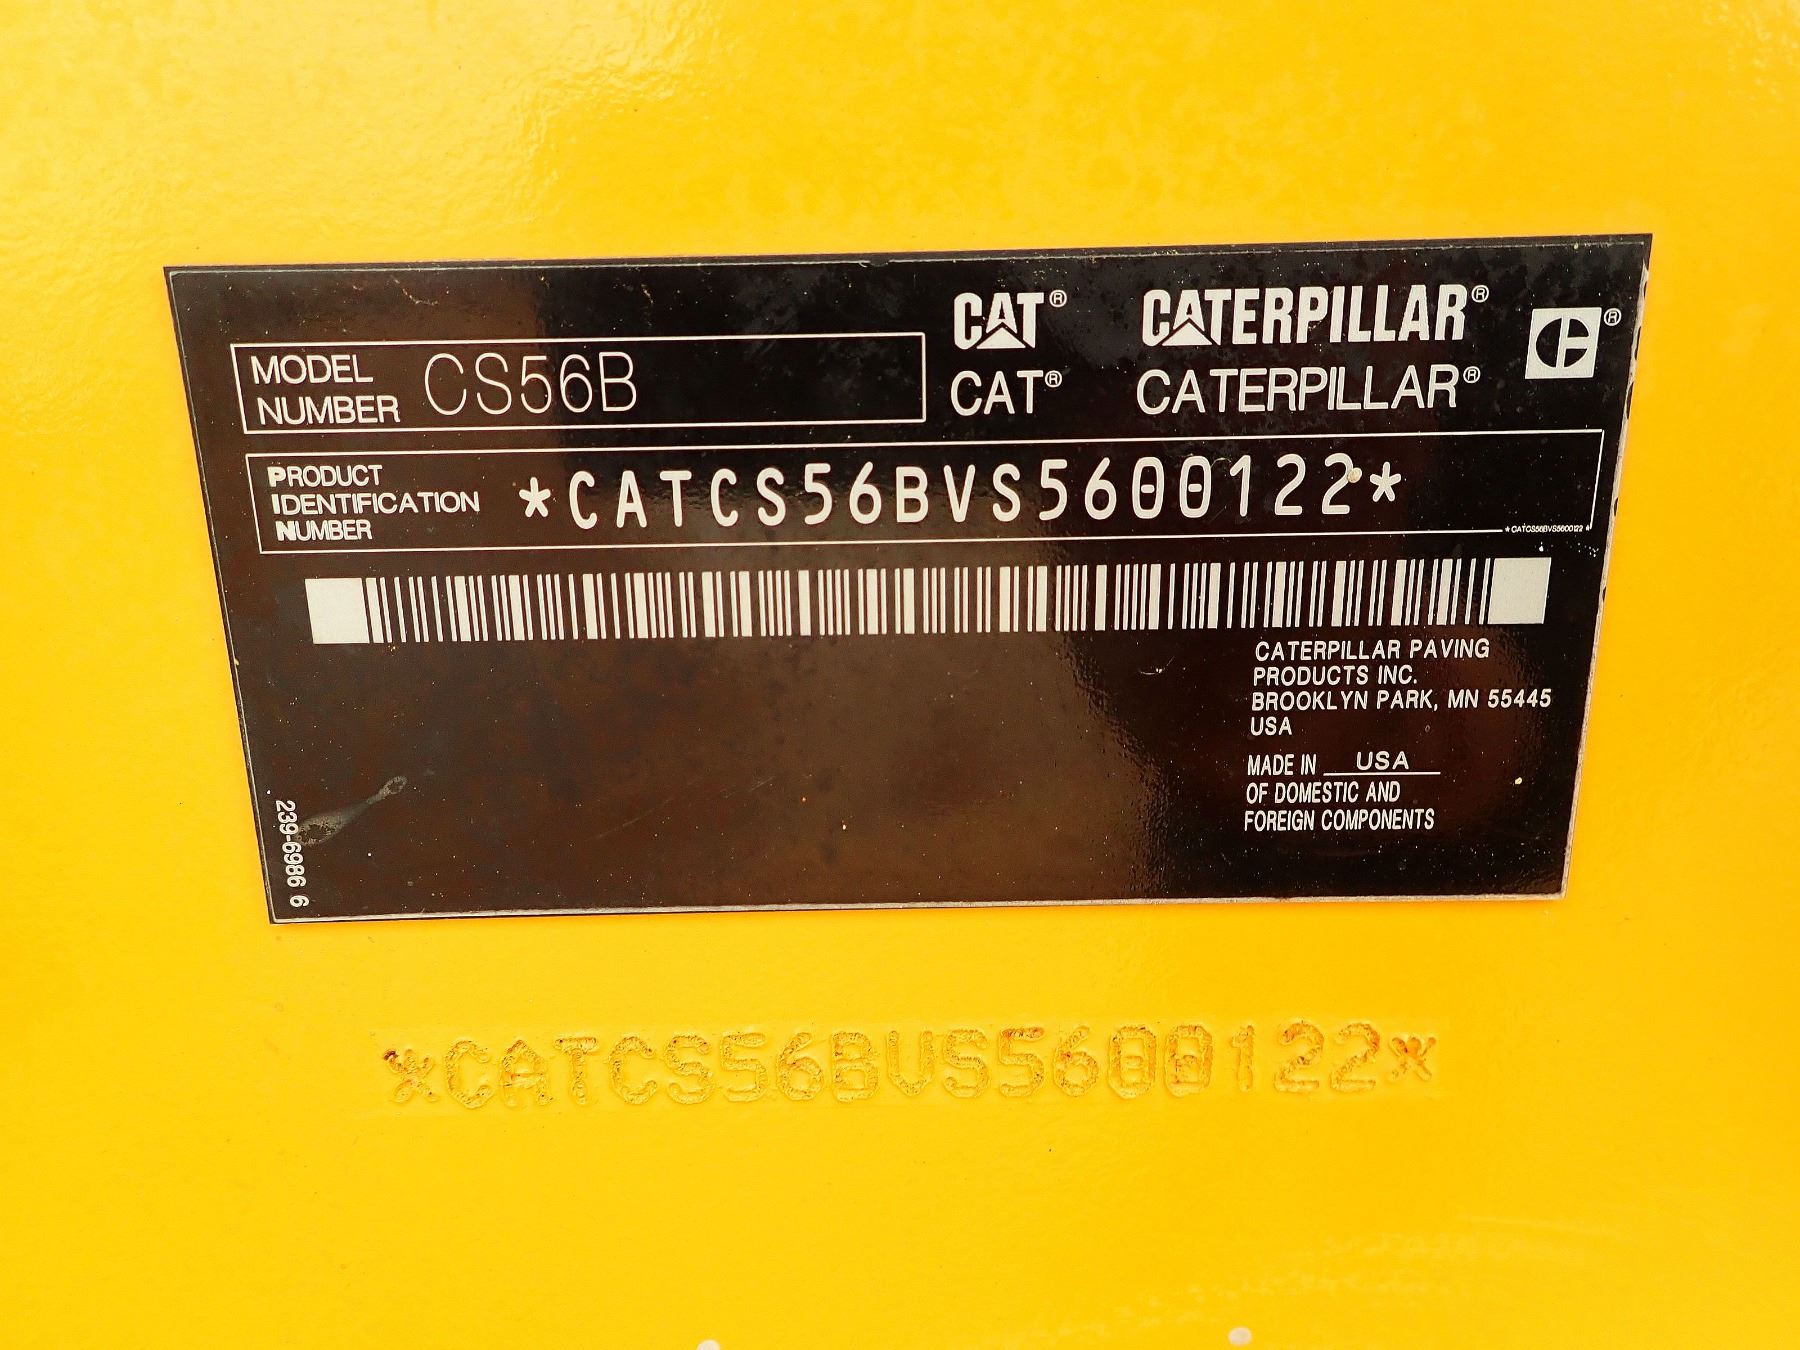 CAT® CATERPILLAR® ®
MODEL
NUMBER CS56B
CAT® CATERPILLAR®
PRODUCT
IDENTIFICATION
NUMBER *CATCS56BVS5600122*
*CATCS56BVS5600122*
CATERPILLAR PAVING
PRODUCTS INC.
BROOKLYN PARK, MN 55445
USA
MADE IN USA
OF DOMESTIC AND
FOREIGN COMPONENTS
239-6986 6
*CATCS56BVS5600122*